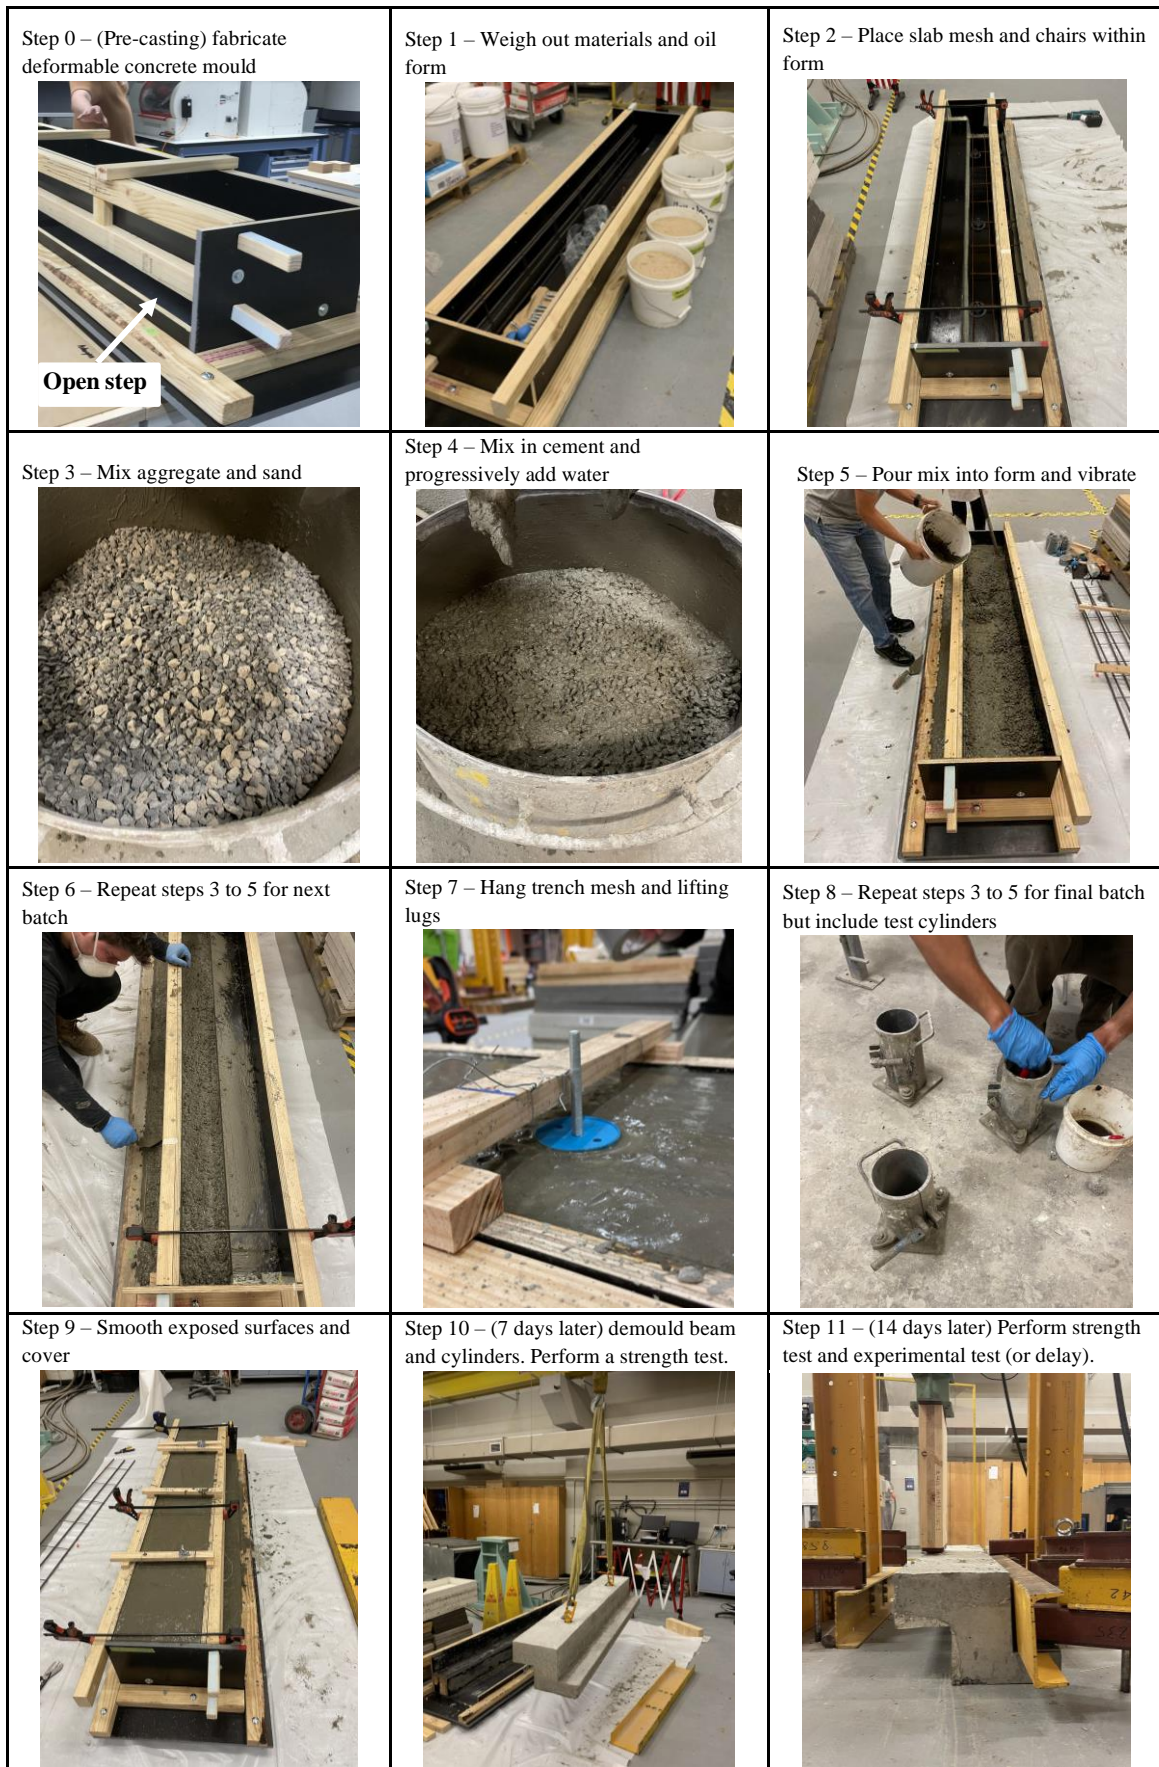 Step 0 – (Pre-casting) fabricate
deformable concrete mould
Open step
Step 1 – Weigh out materials and oil
form
Step 2 – Place slab mesh and chairs within
form
Step 3 – Mix aggregate and sand
Step 4 – Mix in cement and
progressively add water
Step 5 – Pour mix into form and vibrate
Step 6 – Repeat steps 3 to 5 for next
batch
Step 7 – Hang trench mesh and lifting
lugs
Step 8 – Repeat steps 3 to 5 for final batch
but include test cylinders
Step 9 – Smooth exposed surfaces and
cover
Step 10 – (7 days later) demould beam
and cylinders. Perform a strength test.
Step 11 – (14 days later) Perform strength
test and experimental test (or delay).